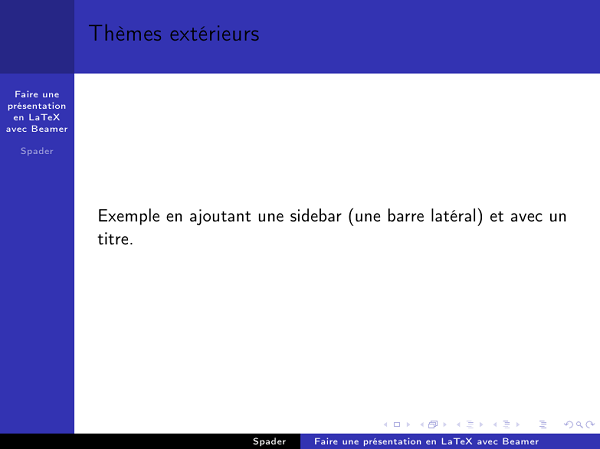 Thèmes extérieurs
Faire une
présentation
en LaTeX
avec Beamer
Spader
Exemple en ajoutant une sidebar (une barre latéral) et avec un
titre.
Spader
Faire une présentation en LaTeX avec Beamer